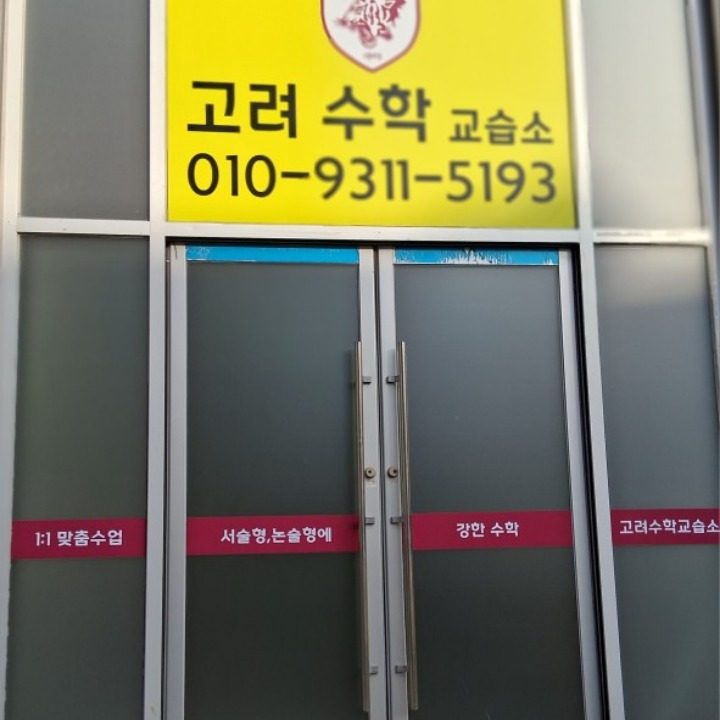 고려 수학 교습소
010-9311-5193
1:1 맞춤수업
서술형,논술형에
강한 수학
고려수학교습소